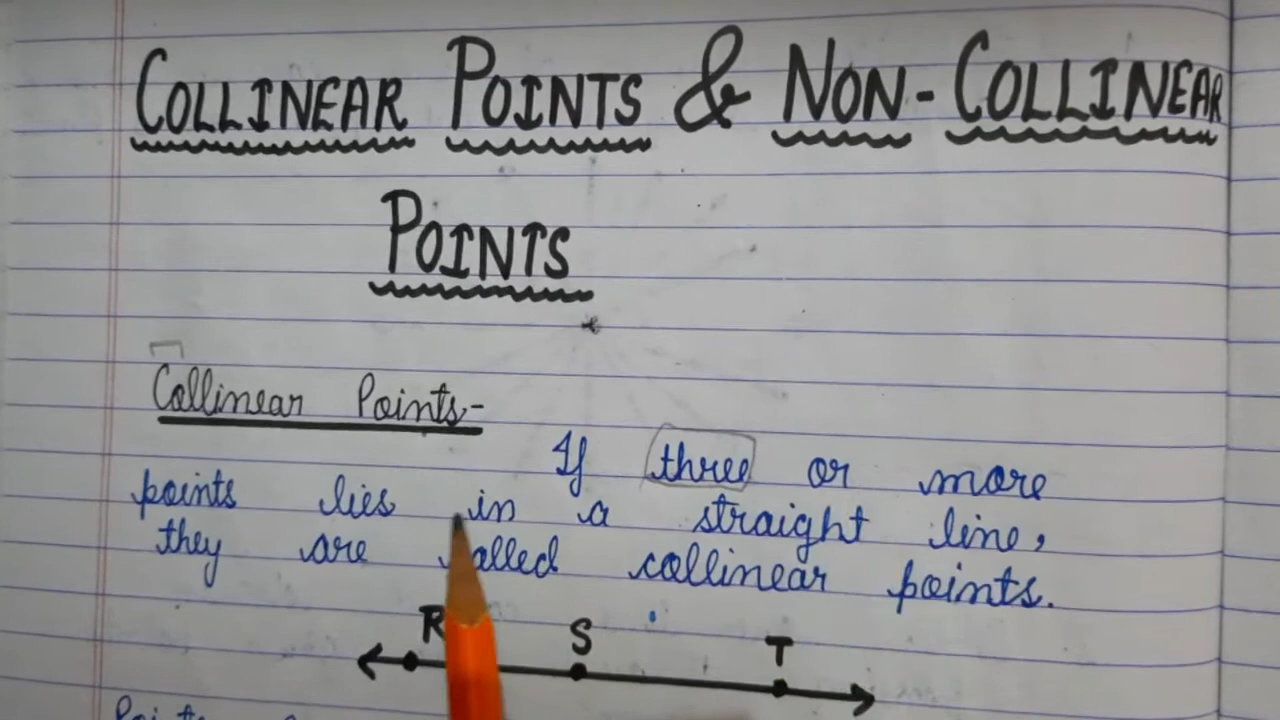 COLLINEAR POINTS & NON-COLLINEAR
POINTS
Collinear Points-
If three or more
points lies in a straight line,
they are called collinear points.
R S T